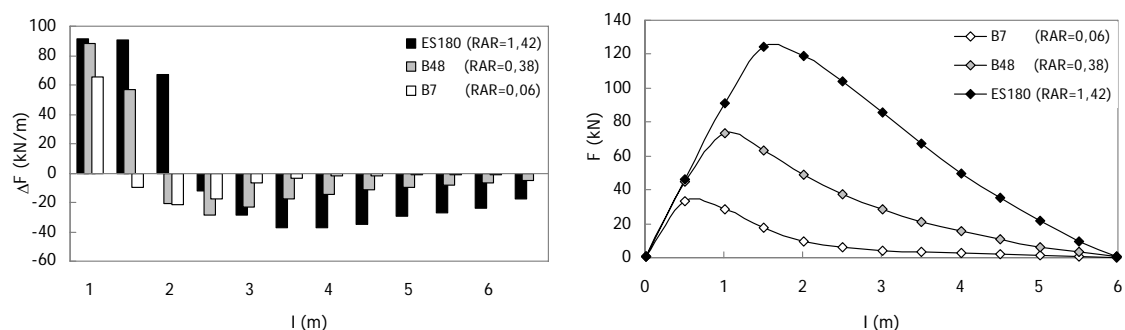 100
80
60
40
20
0
-20
-40
-60
ΔF (kN/m)
ES180 (RAR=1,42)
B48 (RAR=0,38)
B7 (RAR=0,06)
1 2 3 4 5 6
l (m)
140
120
100
80
60
40
20
0
F (kN)
B7 (RAR=0,06)
B48 (RAR=0,38)
ES180 (RAR=1,42)
0 1 2 3 4 5 6
l (m)